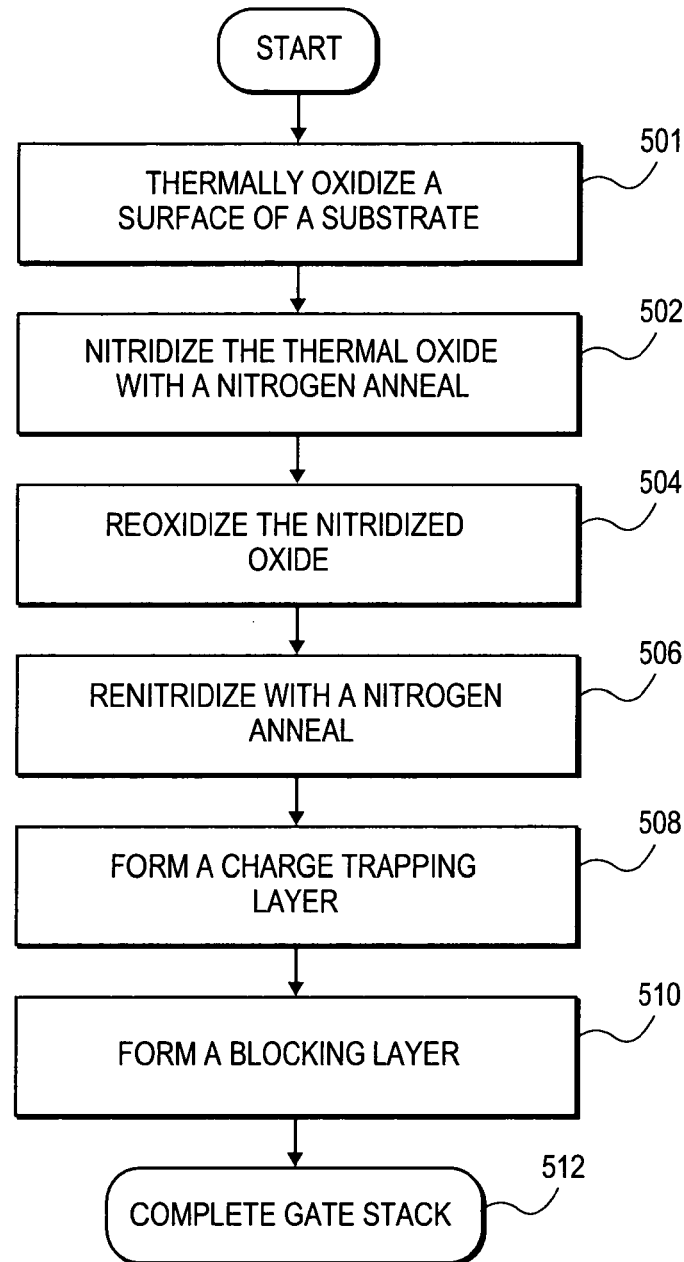 START
501
THERMALLY OXIDIZE A
SURFACE OF A SUBSTRATE
502
NITRIDIZE THE THERMAL OXIDE
WITH A NITROGEN ANNEAL
504
REOXIDIZE THE NITRIDIZED
OXIDE
506
RENITRIDIZE WITH A NITROGEN
ANNEAL
508
FORM A CHARGE TRAPPING
LAYER
510
FORM A BLOCKING LAYER
512
COMPLETE GATE STACK